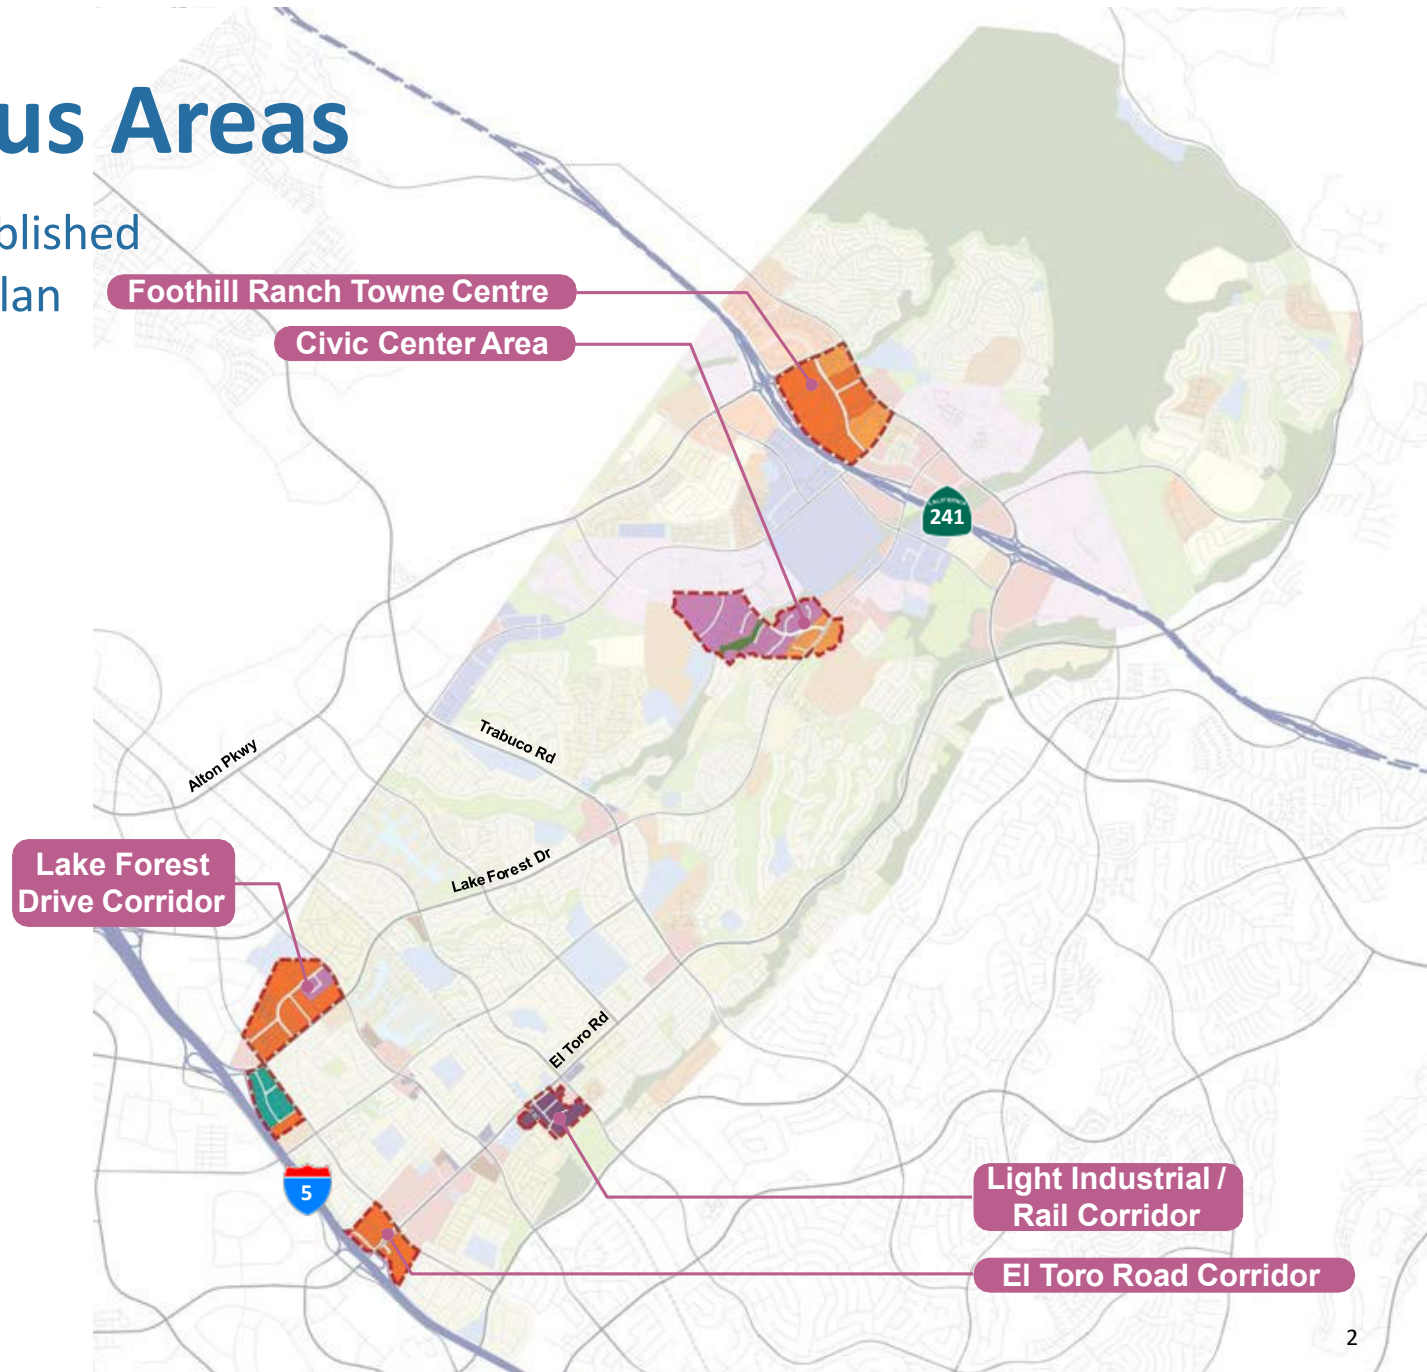 us Areas
blished
lan
Foothill Ranch Towne Centre
Civic Center Area
CALIFORNIA
241
Trabuco Rd
Alton Pkwy
Lake Forest Dr
Lake Forest
Drive Corridor
El Toro Rd
5
Light Industrial /
Rail Corridor
El Toro Road Corridor
2